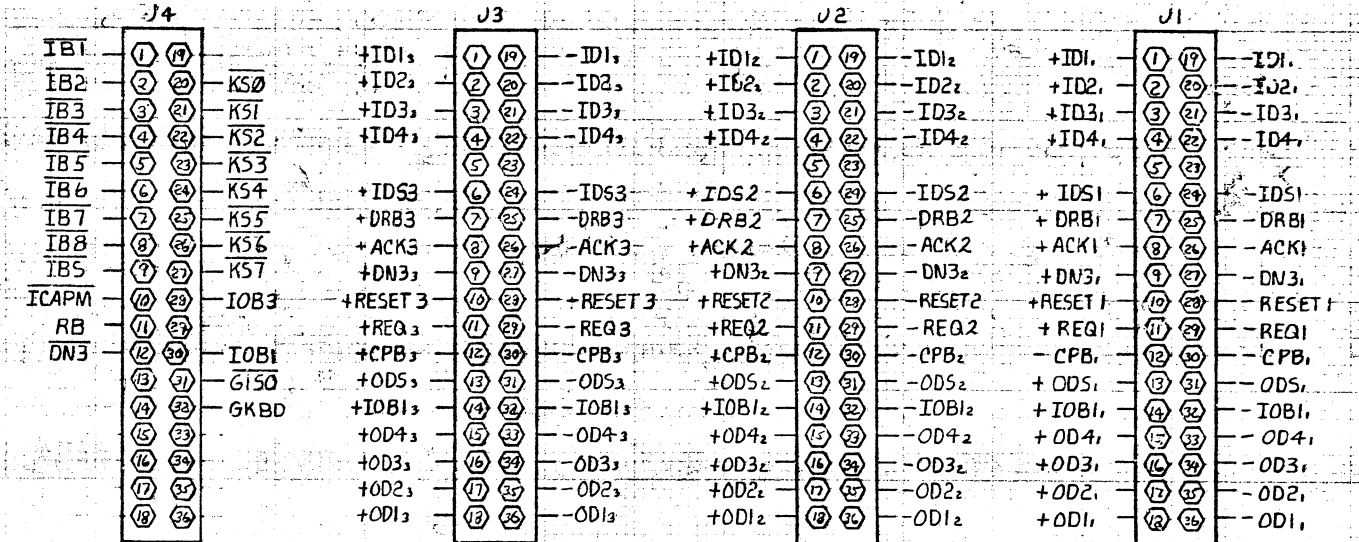 J4 J3 J2 J1
IB1 1 19 +ID1₃ 1 19 -ID1₃ +ID1₂ 1 19 -ID1₂ +ID1₁ 1 19 -ID1₁
IB2 2 20 KSØ +ID2₃ 2 20 -ID2₃ +ID2₂ 2 20 -ID2₂ +ID2₁ 2 20 -ID2₁
IB3 3 21 KS1 +ID3₃ 3 21 -ID3₃ +ID3₂ 3 21 -ID3₂ +ID3₁ 3 21 -ID3₁
IB4 4 22 KS2 +ID4₃ 4 22 -ID4₃ +ID4₂ 4 22 -ID4₂ +ID4₁ 4 22 -ID4₁
IB5 5 23 KS3 5 23 5 23 5 23
IB6 6 24 KS4 +IDS3 6 24 -IDS3 +IDS2 6 24 -IDS2 +IDS1 6 24 -IDS1
IB7 7 25 KS5 +DRB3 7 25 -DRB3 +DRB2 7 25 -DRB2 +DRB1 7 25 -DRB1
IB8 8 26 KS6 +ACK3 8 26 -ACK3 +ACK2 8 26 -ACK2 +ACK1 8 26 -ACK1
IBS 9 27 KS7 +DN3₃ 9 27 -DN3₃ +DN3₂ 9 27 -DN3₂ +DN3₁ 9 27 -DN3₁
ICAPM 10 28 IOB3 +RESET3 10 28 +RESET3 +RESET2 10 28 -RESET2 +RESET1 10 28 -RESET1
RB 11 29 +REQ3 11 29 -REQ3 +REQ2 11 29 -REQ2 +REQ1 11 29 -REQ1
DN3 12 30 IOB1 +CPB₃ 12 30 -CPB₃ +CPB₂ 12 30 -CPB₂ -CPB₁ 12 30 -CPB₁
13 31 GISO +ODS₃ 13 31 -ODS₃ +ODS₂ 13 31 -ODS₂ +ODS₁ 13 31 -ODS₁
14 32 GKBD +IOB1₃ 14 32 -IOB1₃ +IOB1₂ 14 32 -IOB1₂ +IOB1₁ 14 32 -IOB1₁
15 33 +OD4₃ 15 33 -OD4₃ +OD4₂ 15 33 -OD4₂ +OD4₁ 15 33 -OD4₁
16 34 +OD3₃ 16 34 -OD3₃ +OD3₂ 16 34 -OD3₂ +OD3₁ 16 34 -OD3₁
17 35 +OD2₃ 17 35 -OD2₃ +OD2₂ 17 35 -OD2₂ +OD2₁ 17 35 -OD2₁
18 36 +OD1₃ 18 36 -OD1₃ +OD1₂ 18 36 -OD1₂ +OD1₁ 18 36 -OD1₁